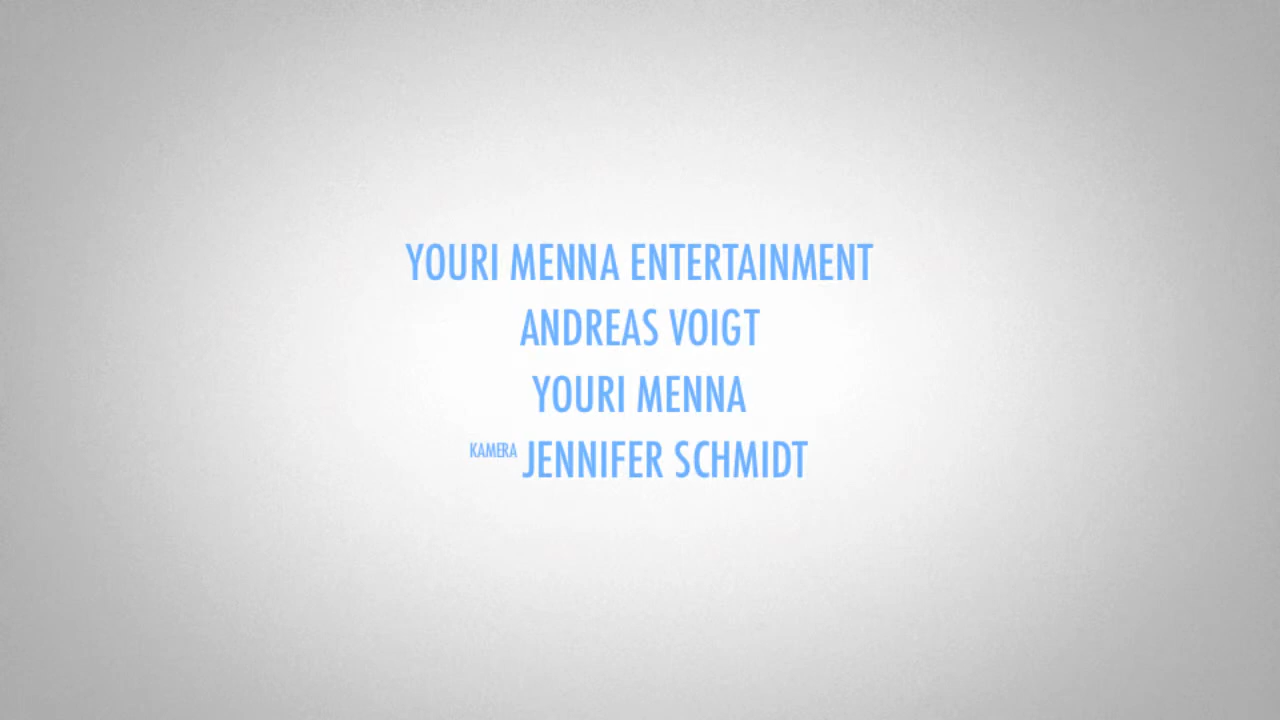 YOURI MENNA ENTERTAINMENT
ANDREAS VOIGT
YOURI MENNA
KAMERA JENNIFER SCHMIDT